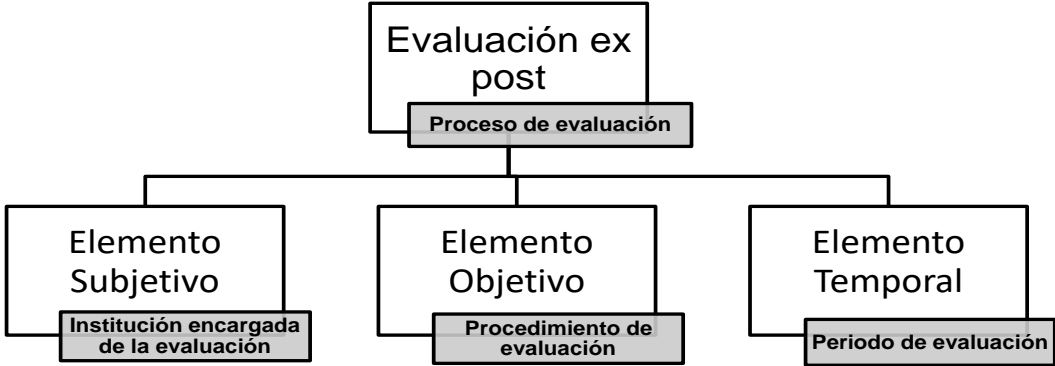 Evaluación ex
post
Proceso de evaluación
Elemento
Subjetivo
Institución encargada
de la evaluación
Elemento
Objetivo
Procedimiento de
evaluación
Elemento
Temporal
Periodo de evaluación